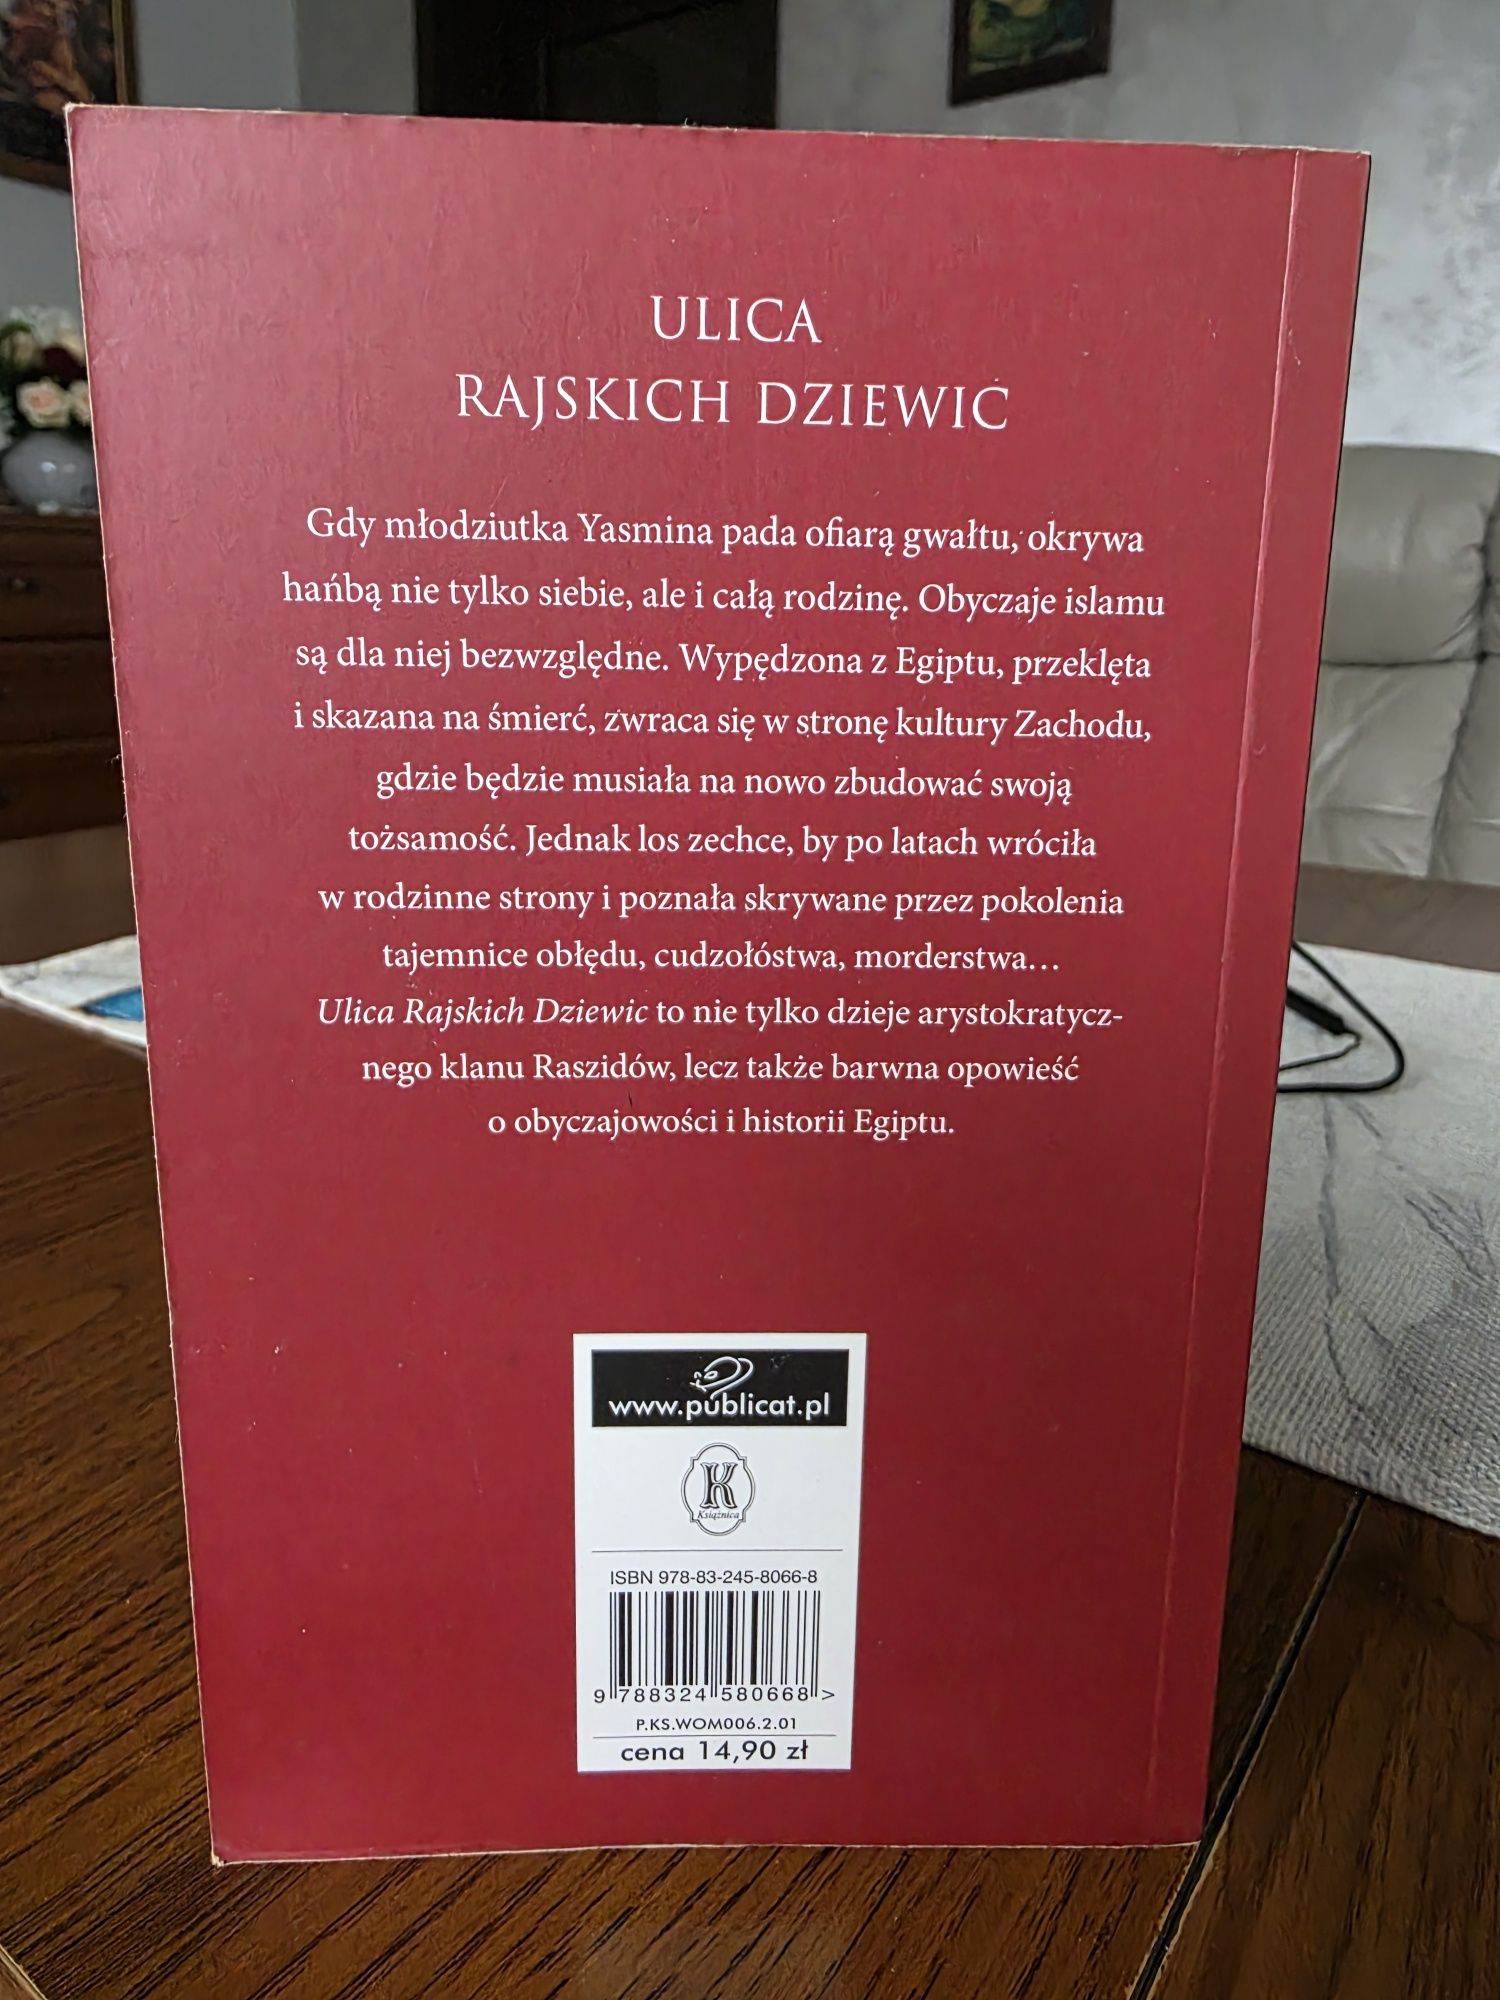 ULICA
RAJSKICH DZIEWIC
Gdy młodziutka Yasmina pada ofiarą gwałtu, okrywa
hańbą nie tylko siebie, ale i całą rodzinę. Obyczaje islamu
są dla niej bezwzględne. Wypędzona z Egiptu, przeklęta
i skazana na śmierć, zwraca się w stronę kultury Zachodu,
gdzie będzie musiała na nowo zbudować swoją
tożsamość. Jednak los zechce, by po latach wróciła
w rodzinne strony i poznała skrywane przez pokolenia
tajemnice obłędu, cudzołóstwa, morderstwa...
Ulica Rajskich Dziewic to nie tylko dzieje arystokratycz-
nego klanu Raszidów, lecz także barwna opowieść
o obyczajowości i historii Egiptu.
www.publicat.pl
K
Książnica
ISBN 978-83-245-8066-8
9 788324 580668 >
P.KS.WOM006.2.01
cena 14,90 zł